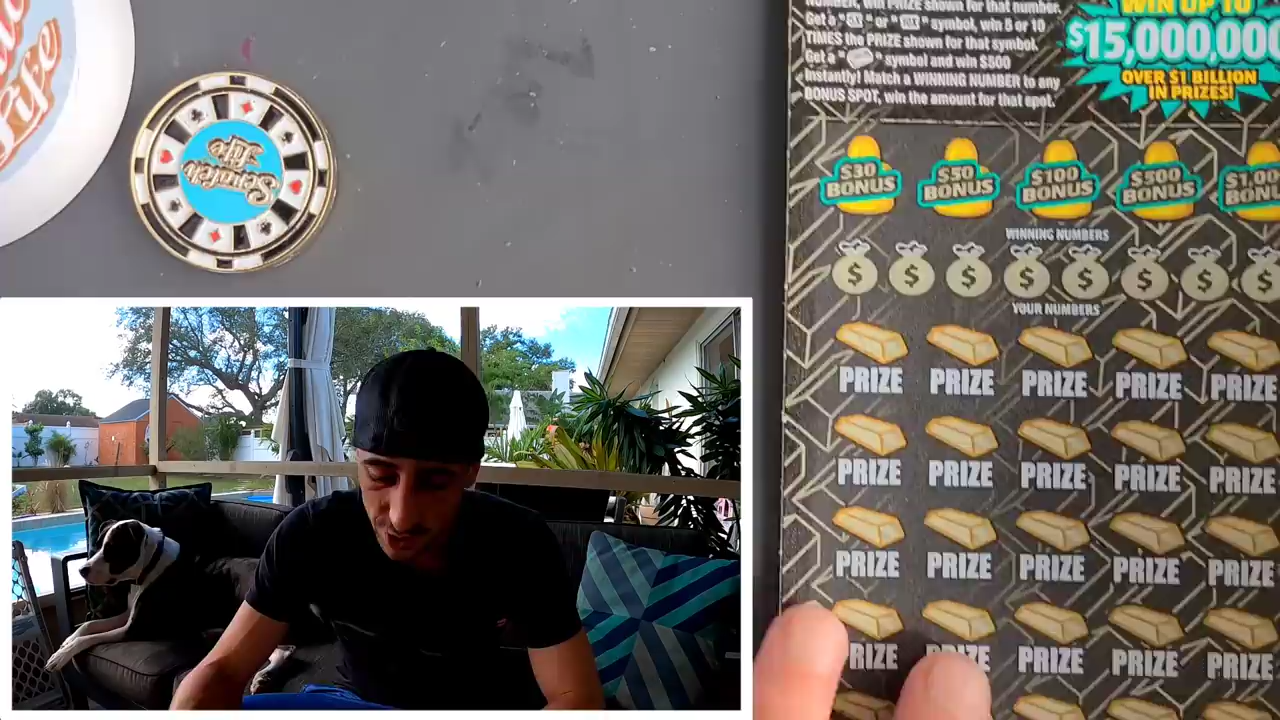 Life
Scratch
Life
NUMBER, win PRIZE shown for that number.
Get a " 5X " or " 10X " symbol, win 5 or 10
TIMES the PRIZE shown for that symbol.
Get a " " symbol and win $500
Instantly! Match a WINNING NUMBER to any
BONUS SPOT, win the amount for that spot.
WIN UP TO
$15,000,000
OVER $1 BILLION
IN PRIZES!
$30 BONUS $50 BONUS $100 BONUS $500 BONUS
WINNING NUMBERS
$ $ $ $ $ $ $ $
YOUR NUMBERS
PRIZE PRIZE PRIZE PRIZE PRIZE
PRIZE PRIZE PRIZE PRIZE PRIZE
PRIZE PRIZE PRIZE PRIZE PRIZE
PRIZE PRIZE PRIZE PRIZE PRIZE